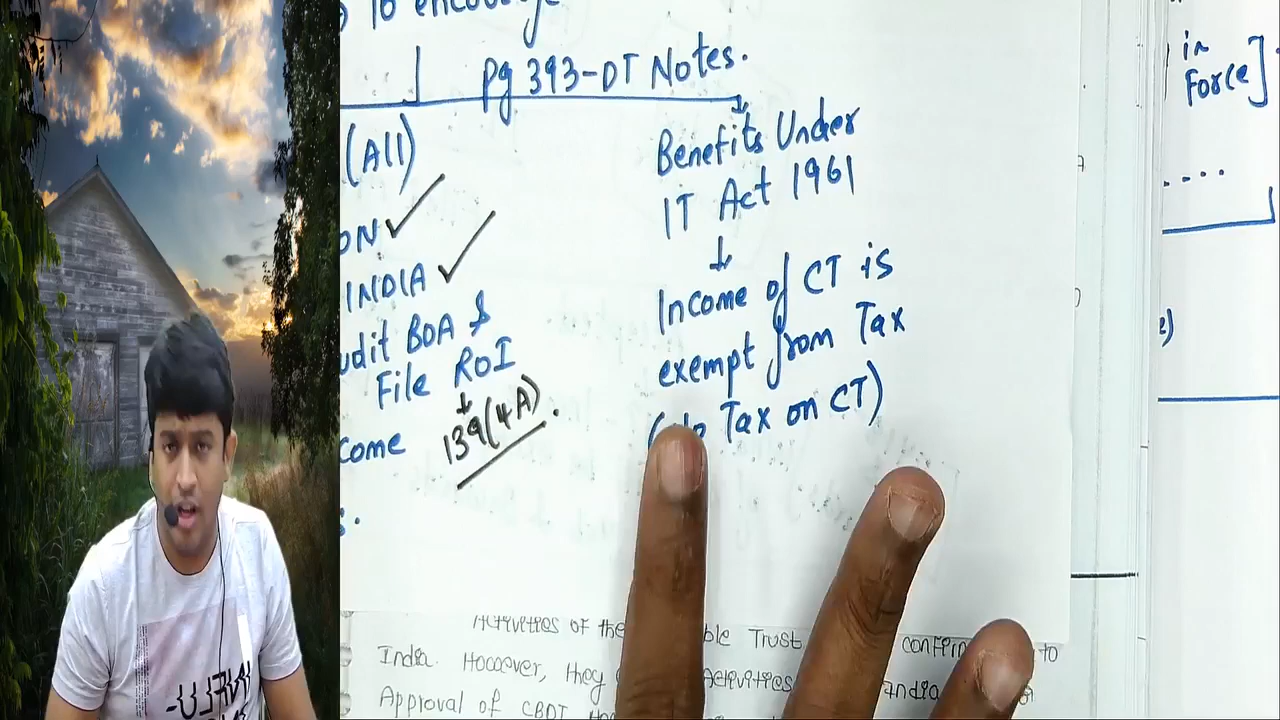 to encourage
Pg 393-DT Notes.
(All)
ON
INDIA
udit BOA &
File RoI
139(4A).
come
Benefits Under
IT Act 1961
Income of CT is
exempt from Tax
Tax on CT)
in
Force]
....
Activities of the ble Trust confin to
India. However, they Activities India
Approval of CBDT